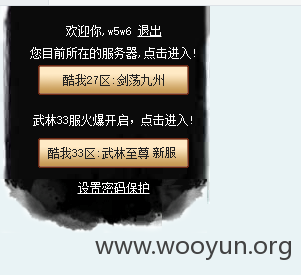 欢迎你,w5w6 退出
您目前所在的服务器,点击进入!
酷我27区:剑荡九州
武林33服火爆开启，点击进入!
酷我33区:武林至尊 新服
设置密码保护
www.wooyun.org